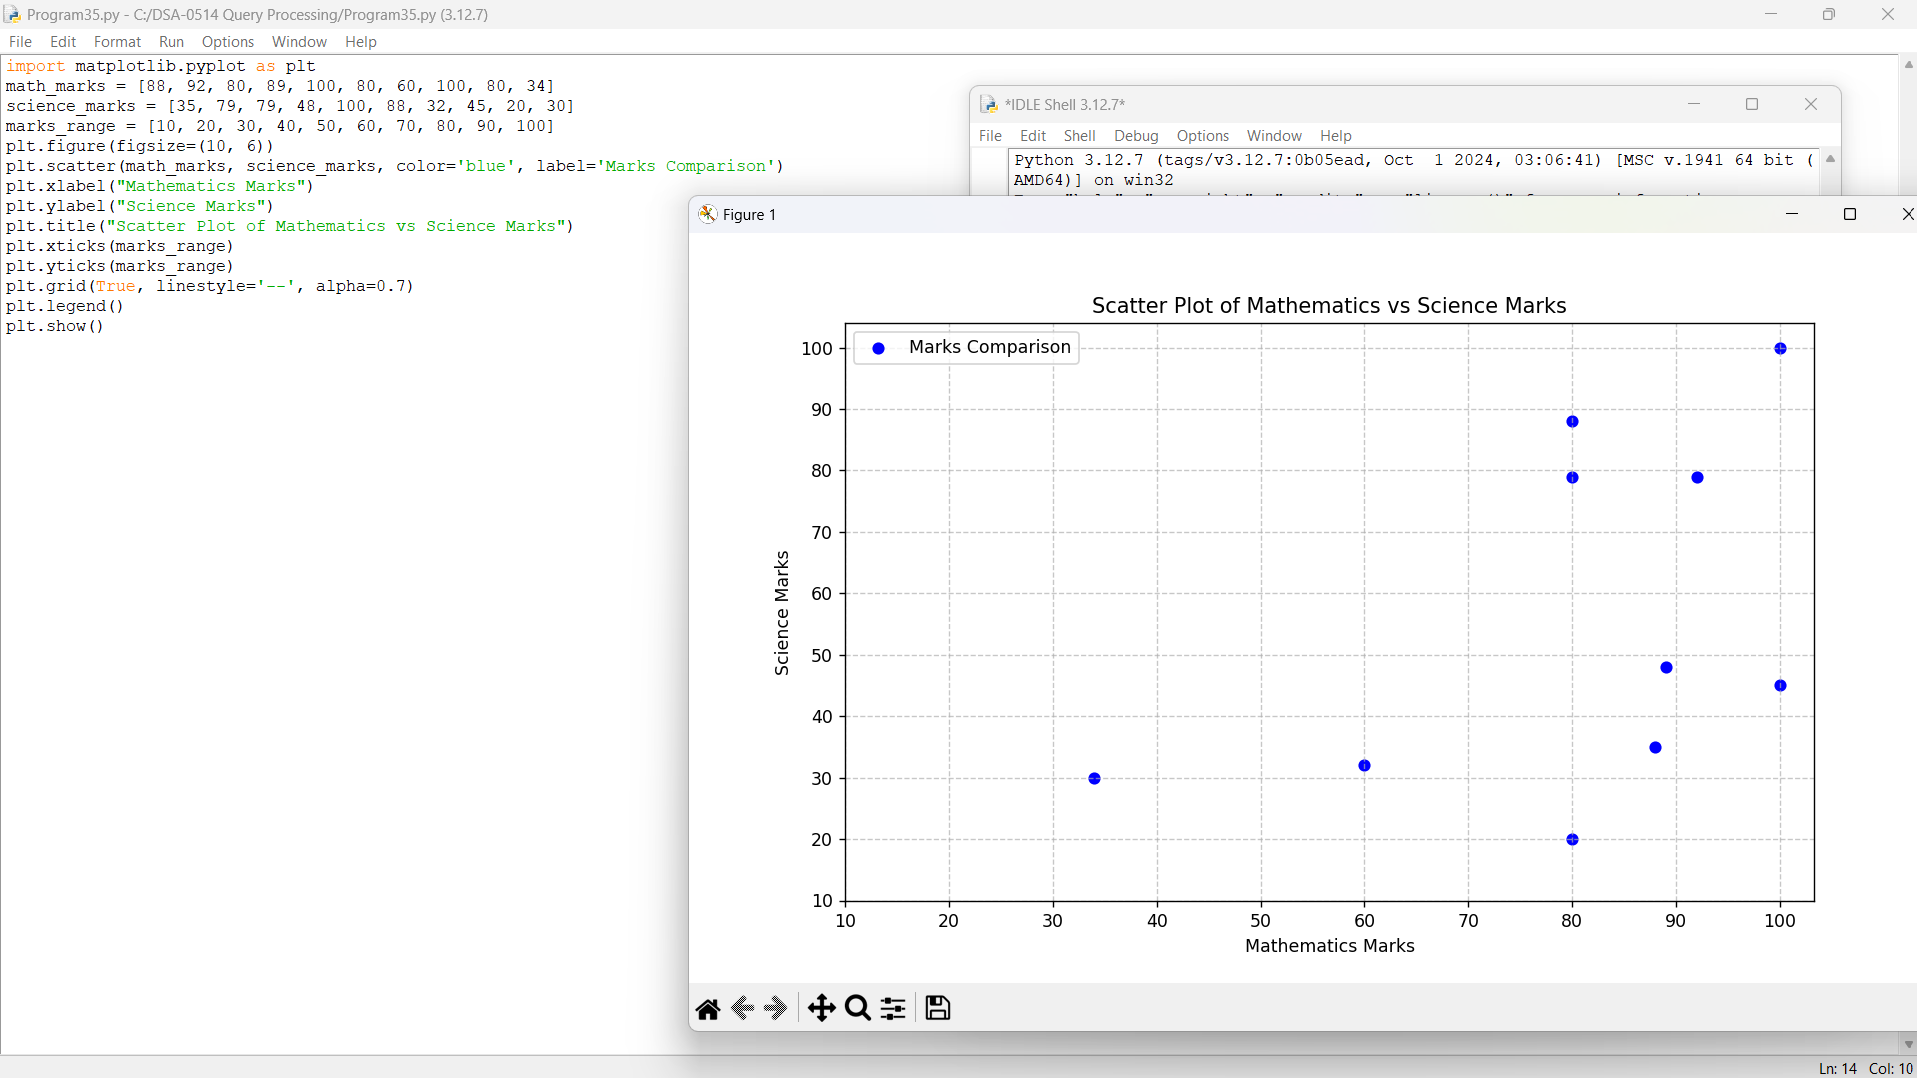 Program35.py - C:/DSA-0514 Query Processing/Program35.py (3.12.7)
File Edit Format Run Options Window Help
import matplotlib.pyplot as plt
math_marks = [88, 92, 80, 89, 100, 80, 60, 100, 80, 34]
science_marks = [35, 79, 79, 48, 100, 88, 32, 45, 20, 30]
marks_range = [10, 20, 30, 40, 50, 60, 70, 80, 90, 100]
plt.figure(figsize=(10, 6))
plt.scatter(math_marks, science_marks, color='blue', label='Marks Comparison')
plt.xlabel("Mathematics Marks")
plt.ylabel("Science Marks")
plt.title("Scatter Plot of Mathematics vs Science Marks")
plt.xticks(marks_range)
plt.yticks(marks_range)
plt.grid(True, linestyle='--', alpha=0.7)
plt.legend()
plt.show()
*IDLE Shell 3.12.7*
File Edit Shell Debug Options Window Help
Python 3.12.7 (tags/v3.12.7:0b05ead, Oct  1 2024, 03:06:41) [MSC v.1941 64 bit (
AMD64)] on win32
Figure 1
Scatter Plot of Mathematics vs Science Marks
Marks Comparison
100
90
80
70
60
50
40
30
20
10
Science Marks
10 20 30 40 50 60 70 80 90 100
Mathematics Marks
Ln: 14 Col: 10